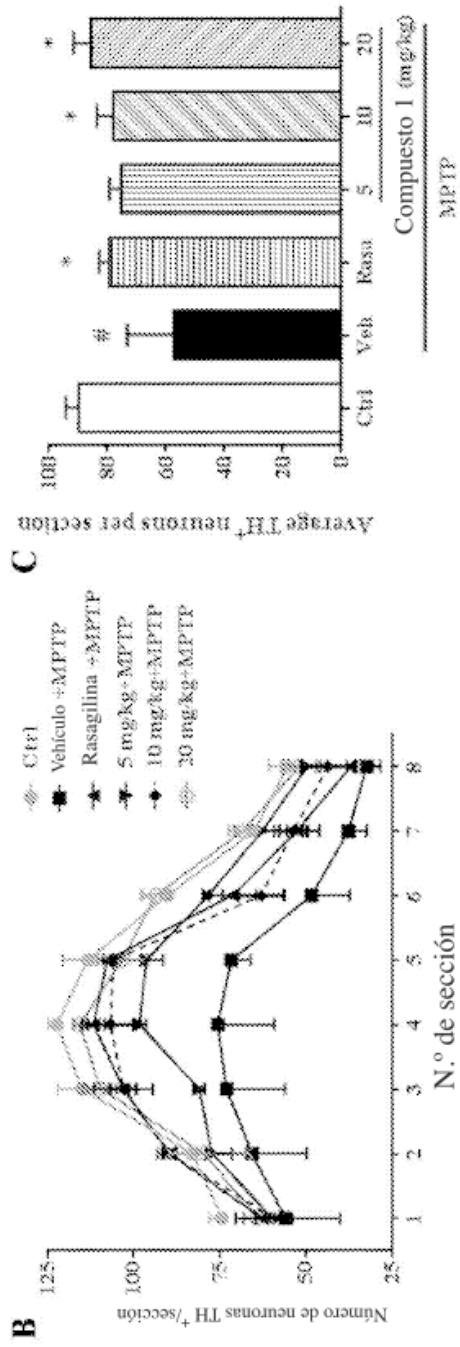 B
Número de neuronas TH⁺/sección
125
100
75
50
25
1 2 3 4 5 6 7 8
N.º de sección
Ctrl
Vehículo +MPTP
Rasagilina +MPTP
5 mg/kg+MPTP
10 mg/kg+MPTP
20 mg/kg+MPTP
C
Average TH⁺ neurons per section
100
80
60
40
20
0
# * * *
Ctrl Veh Rasa 5 10 20
Compuesto 1 (mg/kg)
MPTP